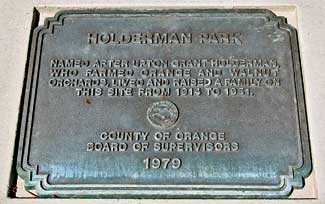 HOLDERMAN PARK
NAMED AFTER UPTON GRANT HOLDERMAN,
WHO FARMED ORANGE AND WALNUT
ORCHARDS, LIVED AND RAISED A FAMILY ON
THIS SITE FROM 1914 TO 1951.
COUNTY OF ORANGE
BOARD OF SUPERVISORS
1979